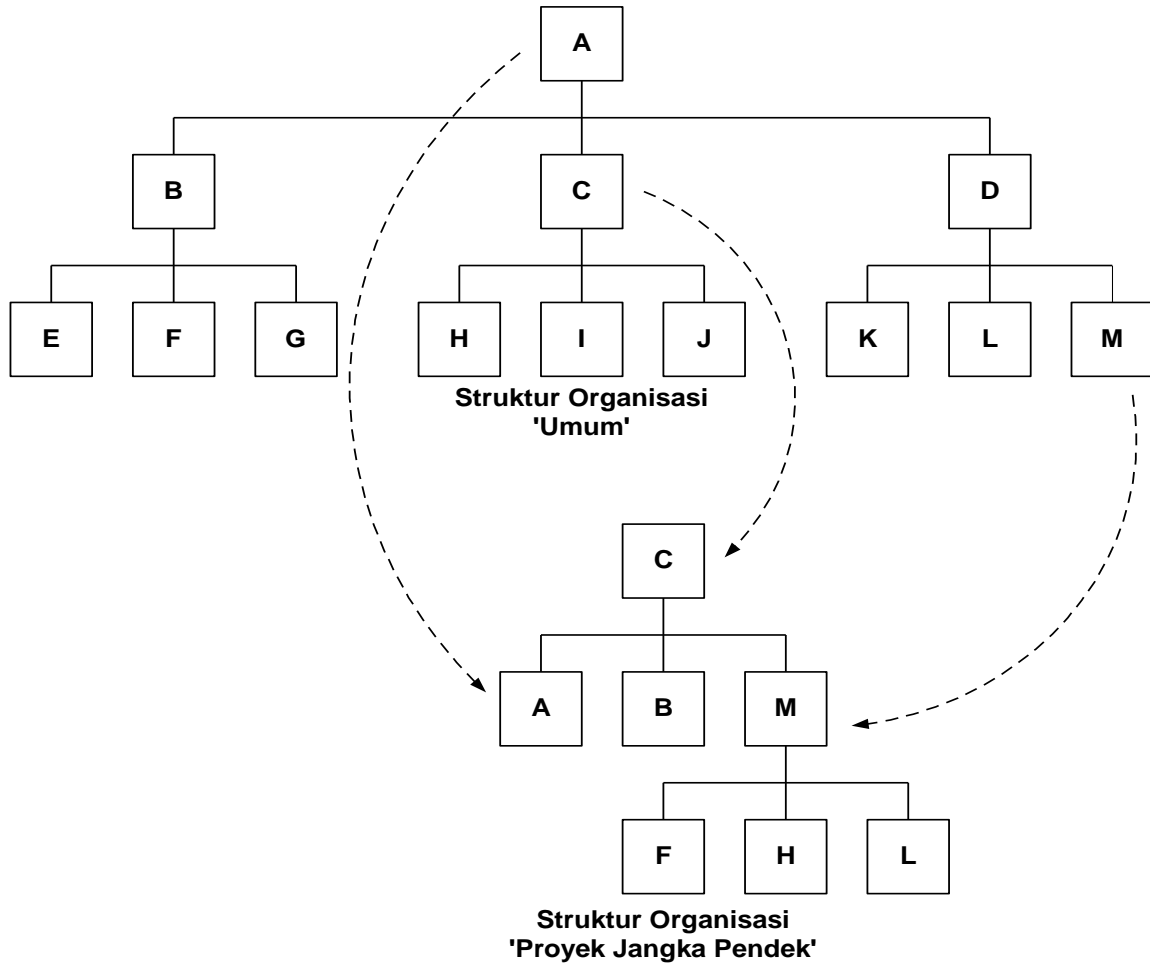 A
B C D
E F G H I J K L M
Struktur Organisasi
'Umum'
C
A B M
F H L
Struktur Organisasi
'Proyek Jangka Pendek'